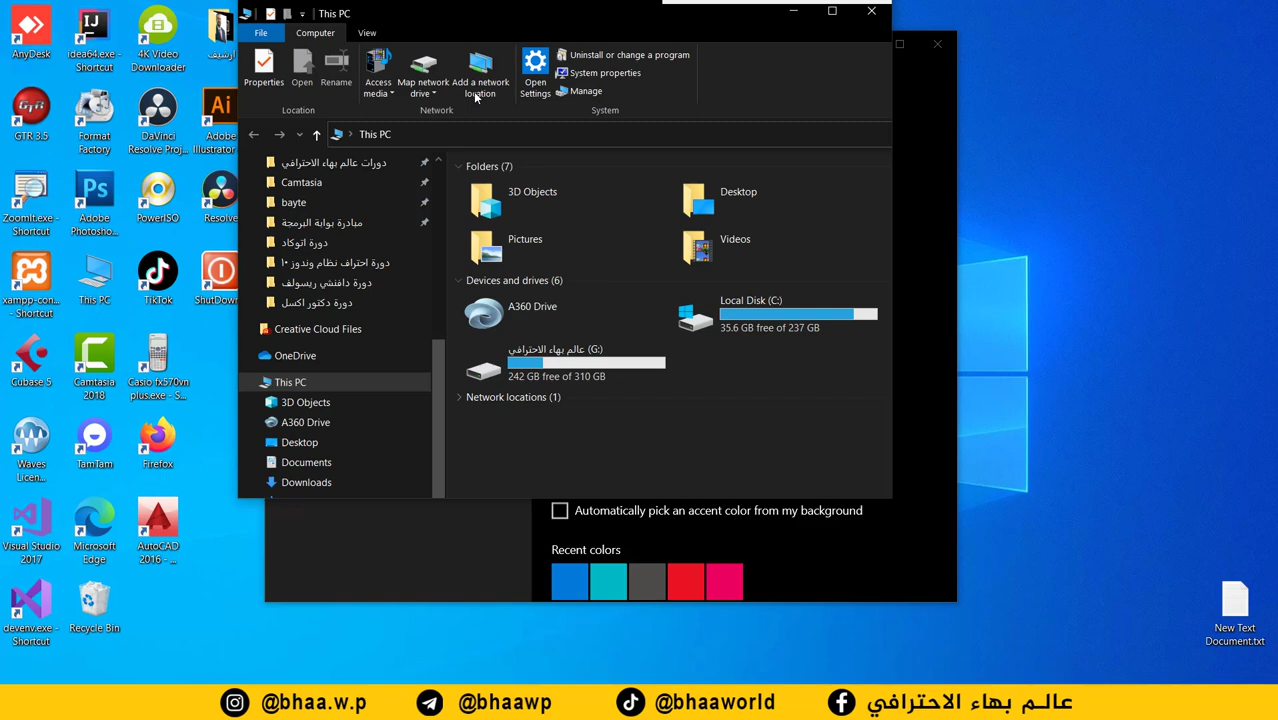 This PC
File
Computer
View
Properties
Open
Rename
Access media
Map network drive
Add a network location
Open Settings
Uninstall or change a program
System properties
Manage
Location
Network
System
This PC
دورات عالم بهاء الاحترافي
Camtasia
bayte
مبادرة بوابة البرمجة
دورة اتوكاد
دورة احتراف نظام وندوز ١٠
دورة دافنشي ريسولف
دورة دكتور اكسل
Creative Cloud Files
OneDrive
This PC
3D Objects
A360 Drive
Desktop
Documents
Downloads
Folders (7)
3D Objects
Desktop
Pictures
Videos
Devices and drives (6)
A360 Drive
Local Disk (C:)
35.6 GB free of 237 GB
عالم بهاء الاحترافي (G:)
242 GB free of 310 GB
Network locations (1)
Automatically pick an accent color from my background
Recent colors
AnyDesk
idea64.exe - Shortcut
4K Video Downloader
ارشيف
GTR 3.5
Format Factory
DaVinci Resolve Proj...
Adobe Illustrator
ZoomIt.exe - Shortcut
Adobe Photosho...
PowerISO
Resolve
xampp-con... - Shortcut
This PC
TikTok
ShutDown
Cubase 5
Camtasia 2018
Casio fx570vn plus.exe - S...
Waves Licen...
TamTam
Firefox
Visual Studio 2017
Microsoft Edge
AutoCAD 2016 - ...
devenv.exe - Shortcut
Recycle Bin
New Text Document.txt
@bhaa.w.p
@bhaawp
@bhaaworld
عالم بهاء الاحترافي